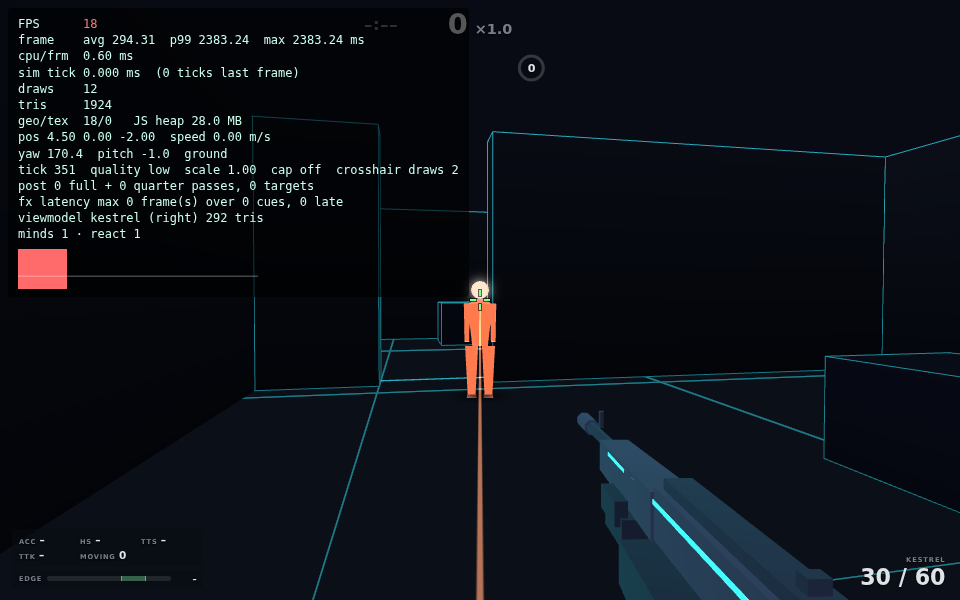 FPS 18
frame avg 294.31 p99 2383.24 max 2383.24 ms
cpu/frm 0.60 ms
sim tick 0.000 ms (0 ticks last frame)
draws 12
tris 1924
geo/tex 18/0 JS heap 28.0 MB
pos 4.50 0.00 -2.00 speed 0.00 m/s
yaw 170.4 pitch -1.0 ground
tick 351 quality low scale 1.00 cap off crosshair draws 2
post 0 full + 0 quarter passes, 0 targets
fx latency max 0 frame(s) over 0 cues, 0 late
viewmodel kestrel (right) 292 tris
minds 1 · react 1
-:-- 0 ×1.0
0
ACC – HS – TTS –
TTK – MOVING 0
EDGE -
KESTREL
30 / 60